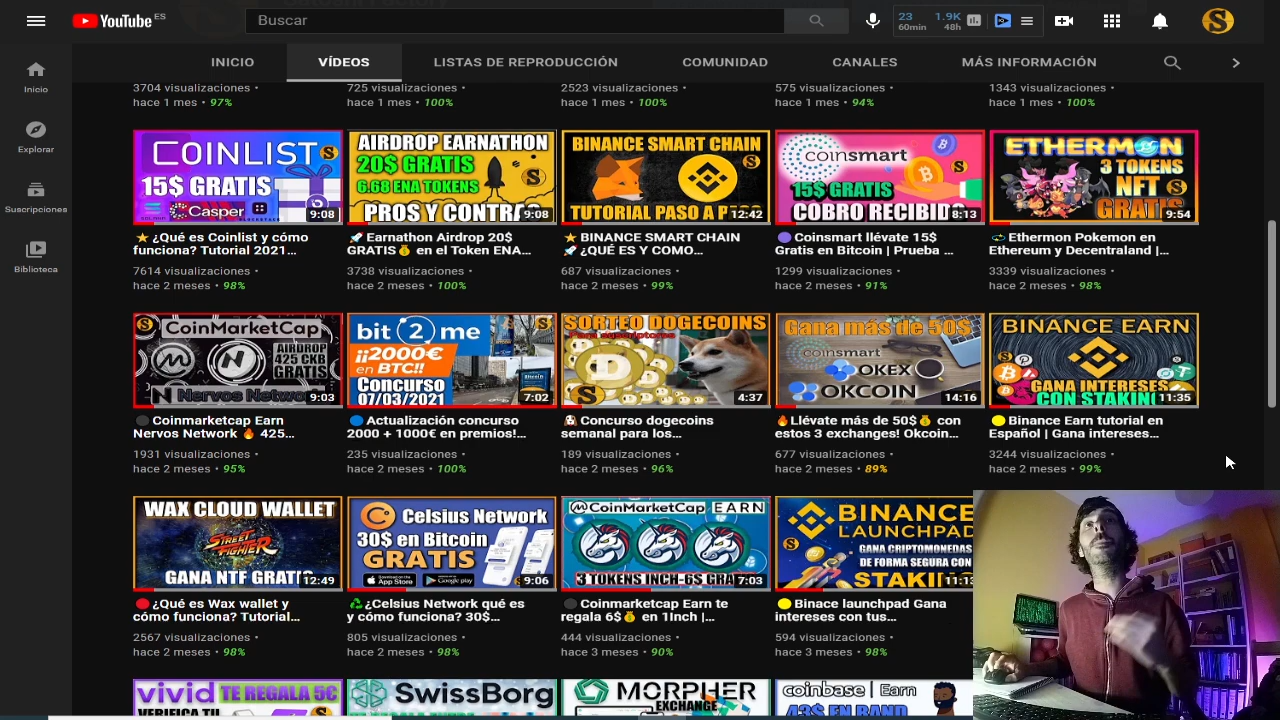 YouTube ES
Buscar
23
60min
1.9K
48h
INICIO
VÍDEOS
LISTAS DE REPRODUCCIÓN
COMUNIDAD
CANALES
MÁS INFORMACIÓN
Inicio
Explorar
Suscripciones
Biblioteca
3704 visualizaciones •
hace 1 mes • 97%
725 visualizaciones •
hace 1 mes • 100%
2523 visualizaciones •
hace 1 mes • 100%
575 visualizaciones •
hace 1 mes • 94%
1343 visualizaciones •
hace 1 mes • 100%
COINLIST
15$ GRATIS
Casper
9:08
¿Qué es Coinlist y cómo
funciona? Tutorial 2021...
7614 visualizaciones •
hace 2 meses • 98%
AIRDROP EARNATHON
20$ GRATIS
6.68 ENA TOKENS
PROS Y CONTRA
9:08
Earnathon Airdrop 20$
GRATIS en el Token ENA...
3738 visualizaciones •
hace 2 meses • 100%
BINANCE SMART CHAIN
TUTORIAL PASO A P
12:42
BINANCE SMART CHAIN
¿QUÉ ES Y COMO...
687 visualizaciones •
hace 2 meses • 99%
coinsmart
15$ GRATIS
COBRO RECIBID
8:13
Coinsmart llévate 15$
Gratis en Bitcoin | Prueba ...
1299 visualizaciones •
hace 2 meses • 91%
ETHERMON
3 TOKENS
NFT
GRATIS
9:54
Ethermon Pokemon en
Ethereum y Decentraland |...
3339 visualizaciones •
hace 2 meses • 98%
CoinMarketCap
AIRDROP
425 CKB
GRATIS
Nervos Netwo
9:03
Coinmarketcap Earn
Nervos Network 425...
1931 visualizaciones •
hace 2 meses • 95%
bit2me
¡¡2000€
en BTC!!
Concurso
07/03/2021
7:02
Actualización concurso
2000 + 1000€ en premios!...
235 visualizaciones •
hace 2 meses • 100%
SORTEO DOGECOINS
Para suscriptores
4:37
Concurso dogecoins
semanal para los...
189 visualizaciones •
hace 2 meses • 96%
Gana más de 50$
coinsmart
OKEX
OKCOIN
14:16
Llévate más de 50$ con
estos 3 exchanges! Okcoin...
677 visualizaciones •
hace 2 meses • 89%
BINANCE EARN
GANA INTERESES
CON STAKIN
11:35
Binance Earn tutorial en
Español | Gana intereses...
3244 visualizaciones •
hace 2 meses • 99%
WAX CLOUD WALLET
STREET FIGHTER
GANA NTF GRATIS
12:49
¿Qué es Wax wallet y
cómo funciona? Tutorial...
2567 visualizaciones •
hace 2 meses • 98%
Celsius Network
30$ en Bitcoin
GRATIS
App Store
Google play
9:06
¿Celsius Network qué es
y cómo funciona? 30$...
805 visualizaciones •
hace 2 meses • 98%
CoinMarketCap EARN
3 TOKENS INCH-6$ GRA
7:03
Coinmarketcap Earn te
regala 6$ en 1Inch |...
444 visualizaciones •
hace 3 meses • 90%
BINANCE
LAUNCHPAD
GANA CRIPTOMONEDAS
DE FORMA SEGURA CON
STAKI
11:13
Binace launchpad Gana
intereses con tus...
594 visualizaciones •
hace 3 meses • 98%
vivid TE REGALA 5€
VERIFICA TU
SwissBorg
MORPHER
EXCHANGE
coinbase | Earn
43$ EN BAND